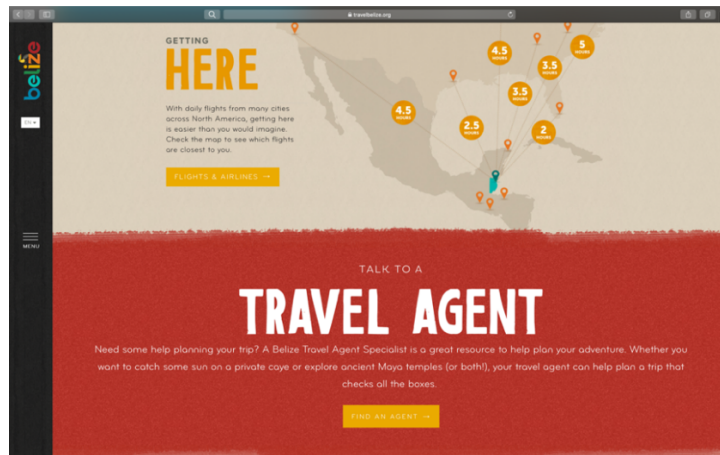 travelbelize.org
belize
EN
MENU
GETTING
HERE
With daily flights from many cities
across North America, getting here
is easier than you would imagine.
Check the map to see which flights
are closest to you.
FLIGHTS & AIRLINES →
4.5
HOURS
5
HOURS
3.5
HOURS
3.5
HOURS
4.5
HOURS
2.5
HOURS
2
HOURS
TALK TO A
TRAVEL AGENT
Need some help planning your trip? A Belize Travel Agent Specialist is a great resource to help plan your adventure. Whether you
want to catch some sun on a private caye or explore ancient Maya temples (or both!), your travel agent can help plan a trip that
checks all the boxes.
FIND AN AGENT →